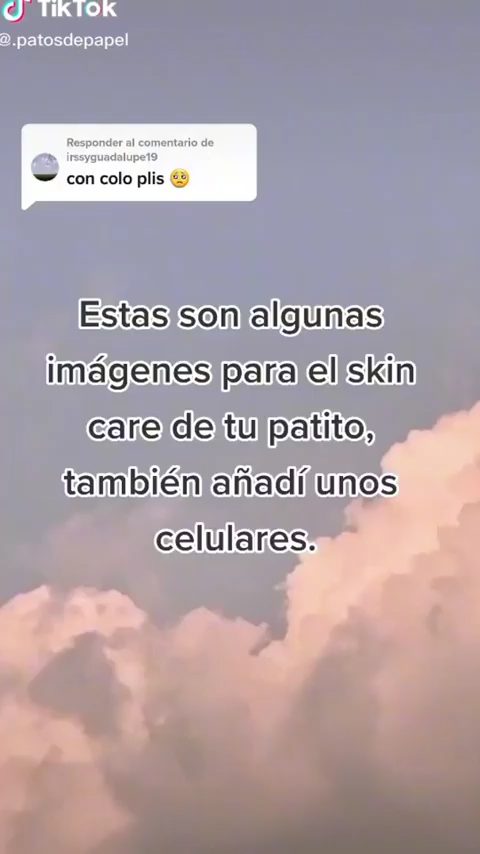 TikTok
@.patosdepapel
Responder al comentario de
irssyguadalupe19
con colo plis 🥺
Estas son algunas
imágenes para el skin
care de tu patito,
también añadí unos
celulares.